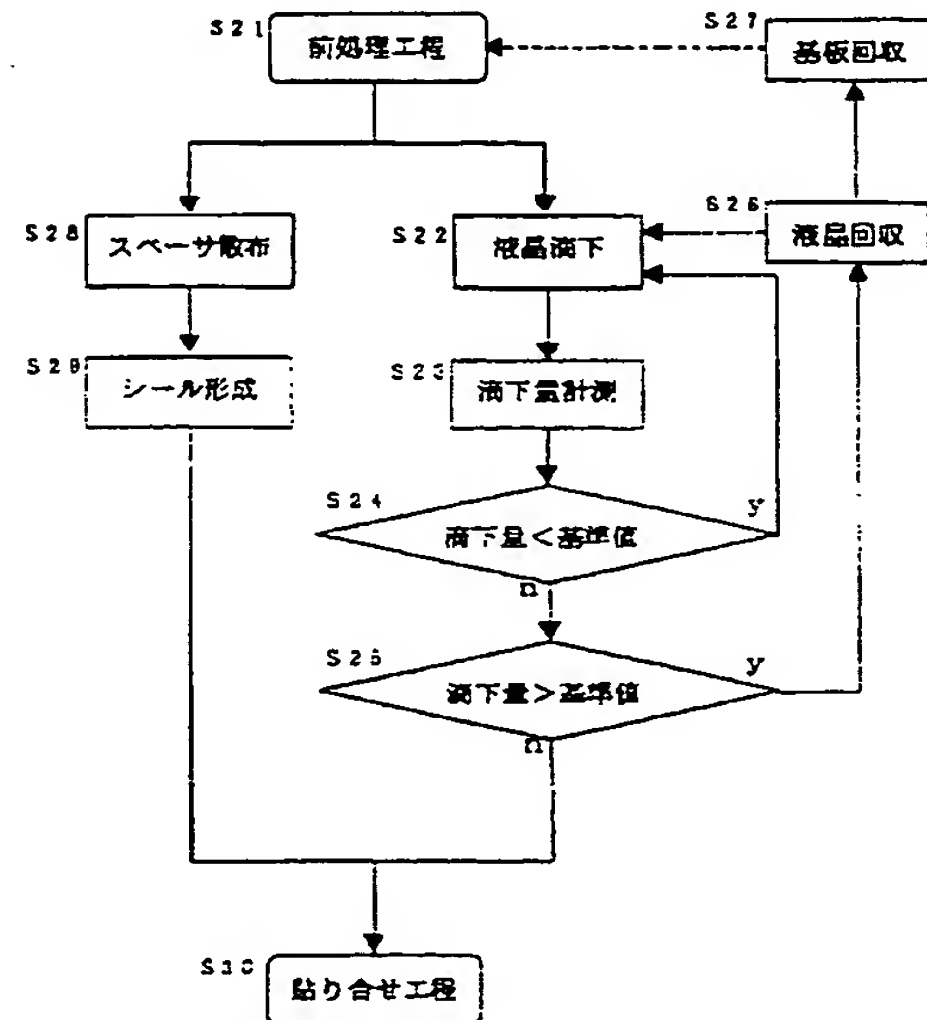 S21
前処理工程
S27
基板回収
S28
スペーサ散布
S22
液晶滴下
S26
液晶回収
S29
シール形成
S23
滴下量計測
S24
滴下量＜基準値
y
n
S25
滴下量＞基準値
y
n
S30
貼り合せ工程